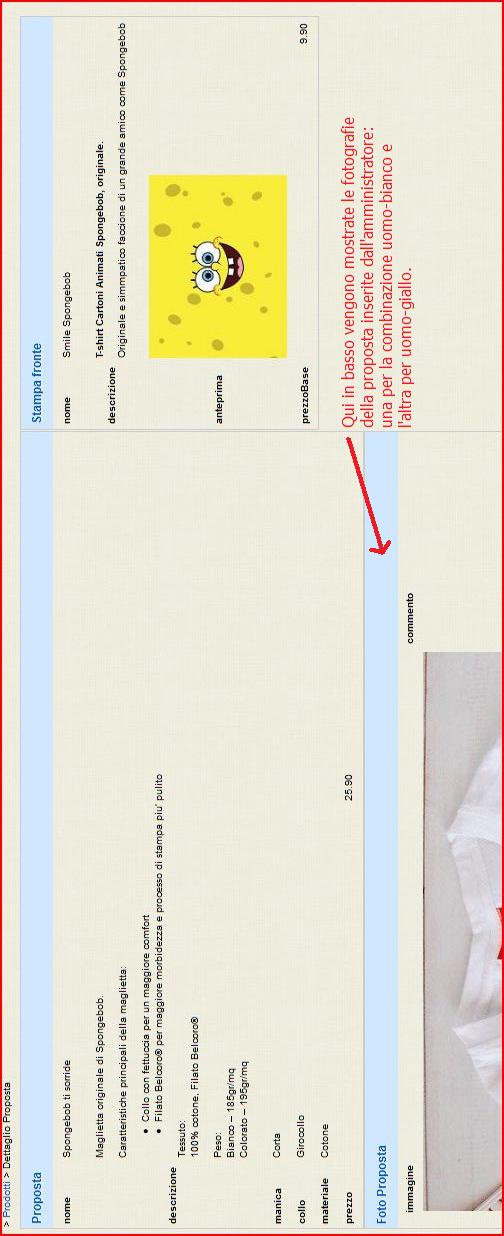 > Prodotti > Dettaglio Proposta
Proposta
nome Spongebob ti sorride
Maglietta originale di Spongebob.
Caratteristiche principali della maglietta:
• Collo con fettuccia per un maggiore comfort
• Filato Belcoro® per maggiore morbidezza e processo di stampa piu' pulito
descrizione
Tessuto:
100% cotone. Filato Belcoro®
Peso:
Bianco – 185gr/mq
Colorato – 195gr/mq
manica Corta
collo Girocollo
materiale Cotone
prezzo 25.90
Stampa fronte
nome Smile Spongebob
T-shirt Cartoni Animati Spongebob, originale.
descrizione
Originale e simmpatico faccione di un grande amico come Spongebob
anteprima
prezzoBase 9.90
Qui in basso vengono mostrate le fotografie
della proposta inserite dall'amministratore:
una per la combinazione uomo-bianco e
l'altra per uomo-giallo.
Foto Proposta
immagine commento